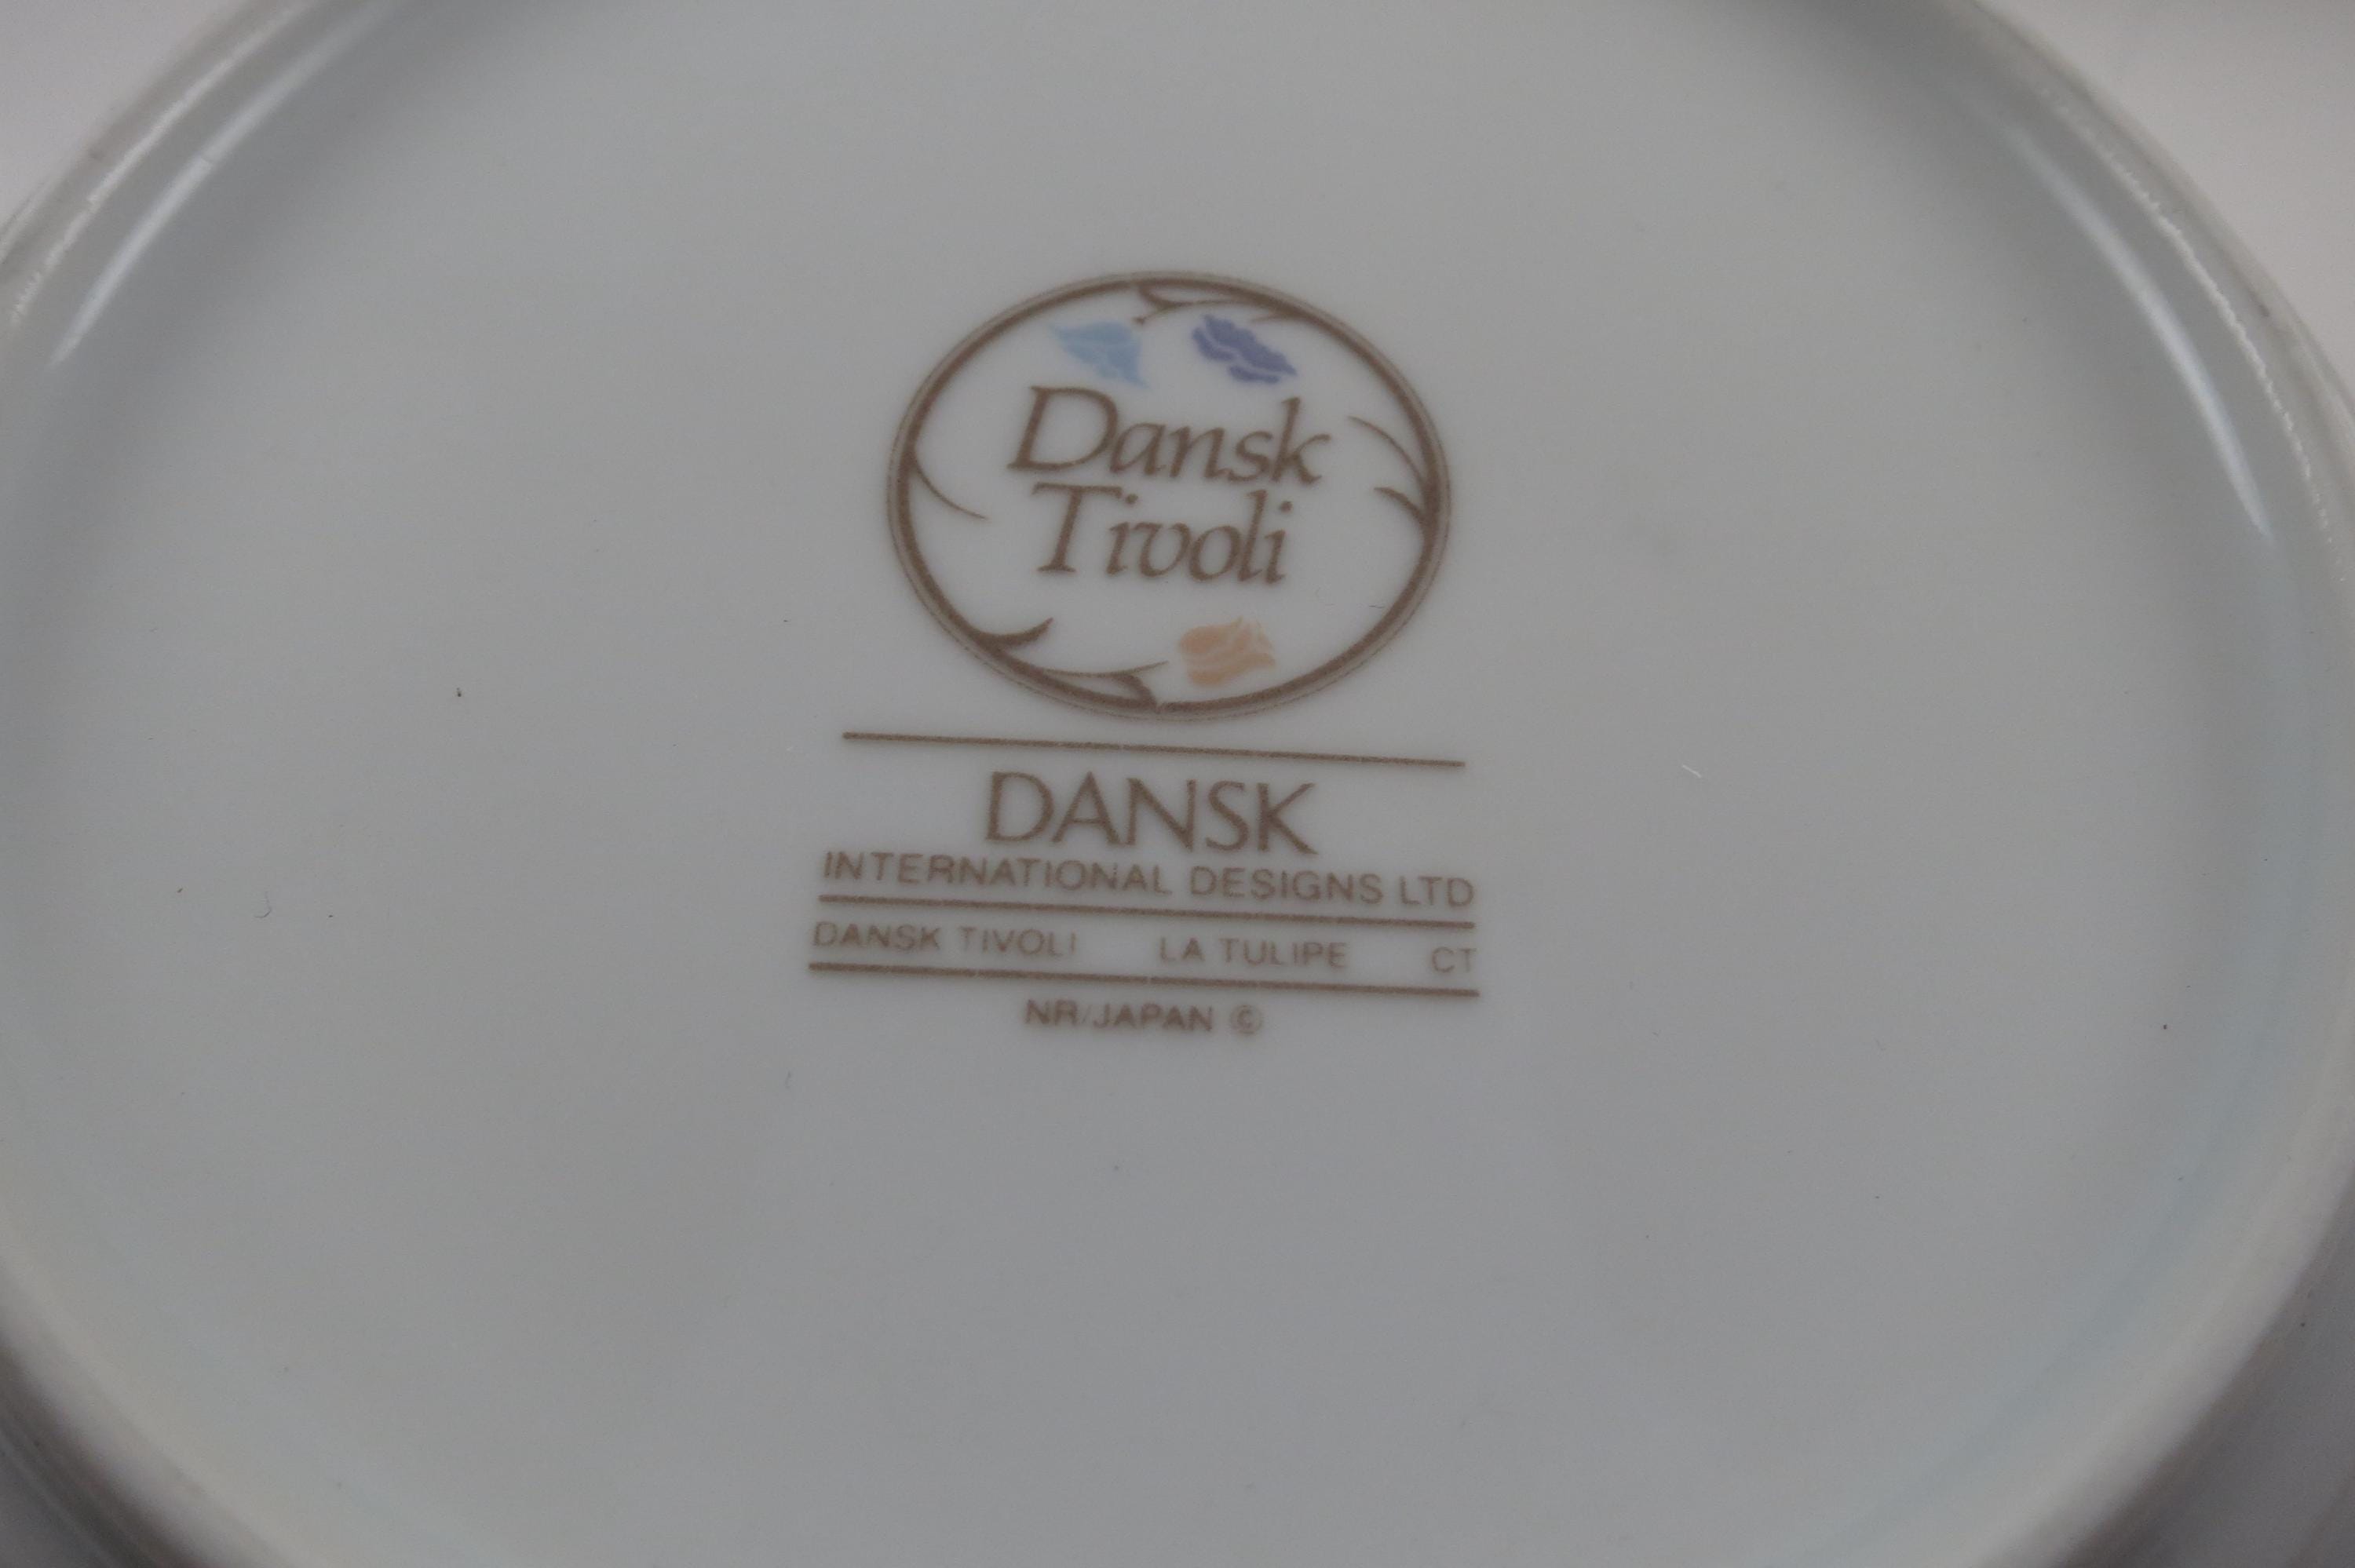 Dansk
Tivoli
DANSK
INTERNATIONAL DESIGNS LTD
DANSK TIVOLI LA TULIPE CT
NR/JAPAN ©